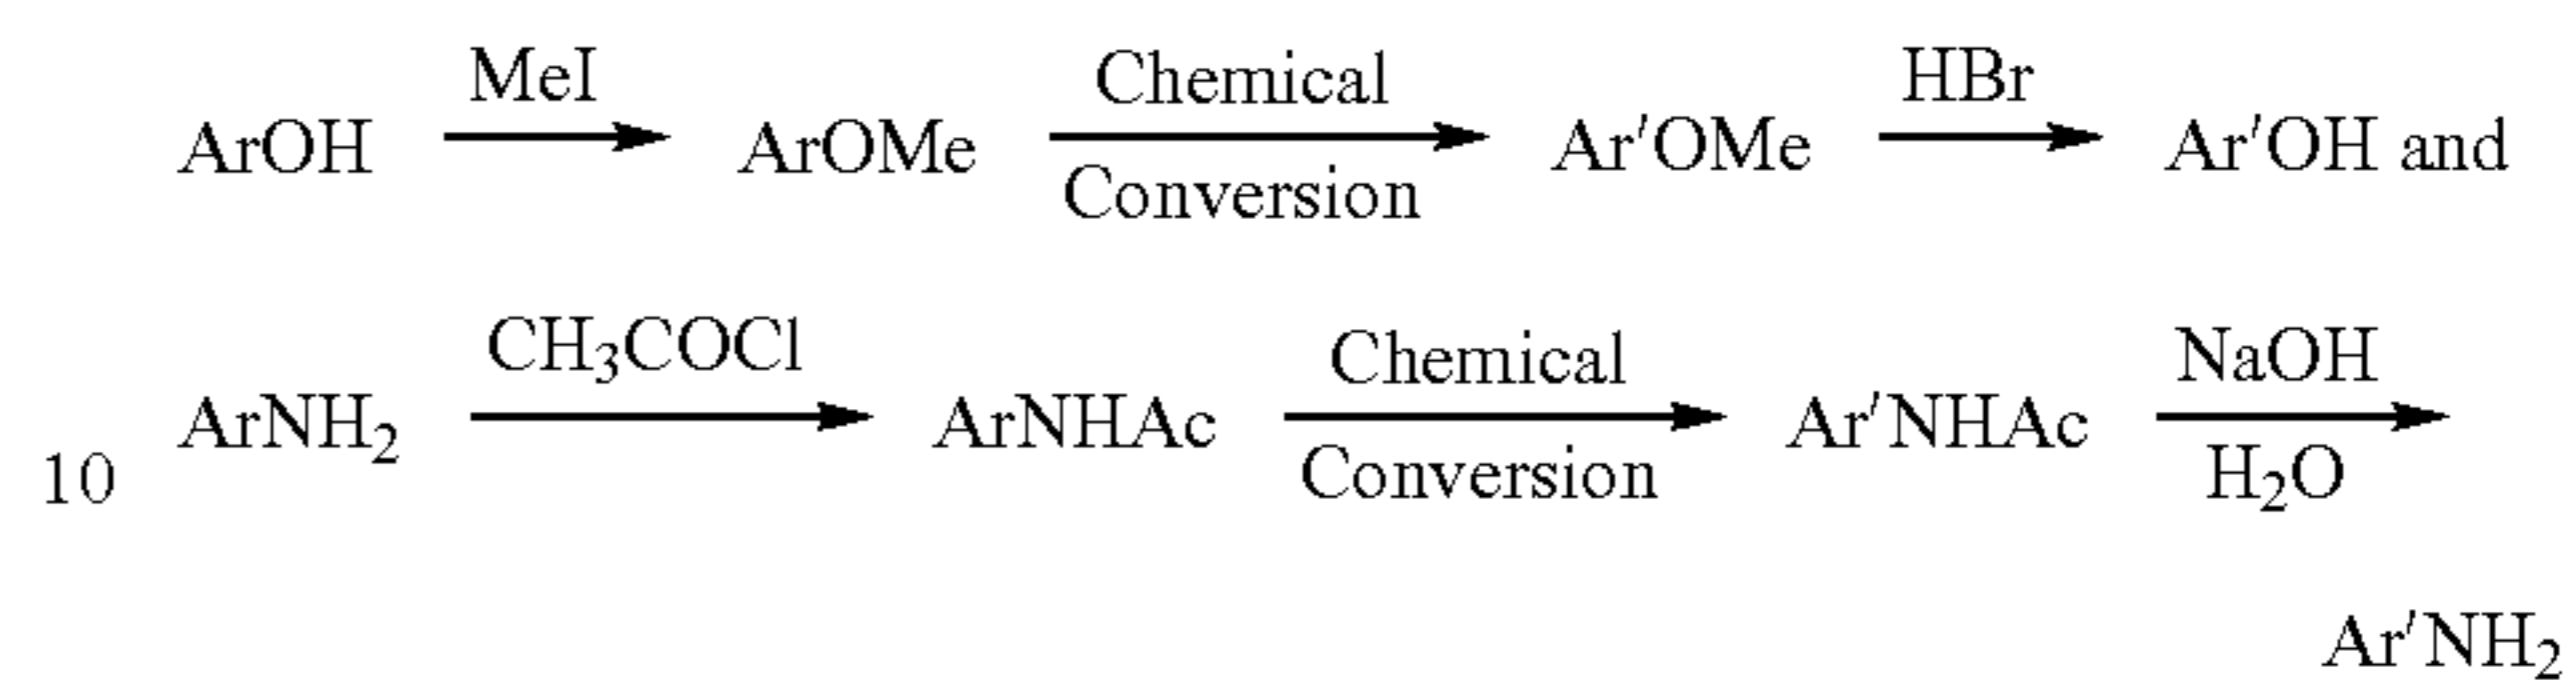 MeI Chemical HBr
ArOH ArOMe Ar′OMe Ar′OH and
Conversion
CH₃COCl Chemical NaOH
ArNH₂ ArNHAc Ar′NHAc
10 Conversion H₂O
Ar′NH₂